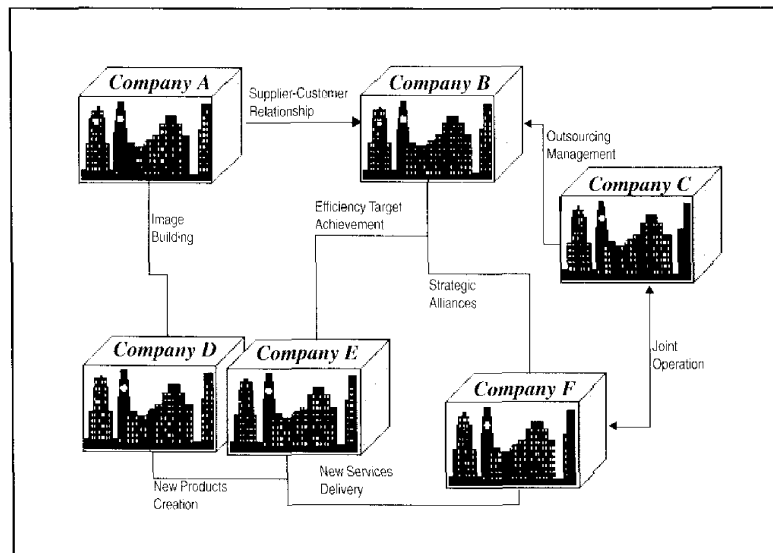 Company A
Supplier-Customer
Relationship
Company B
Outsourcing
Management
Company C
Image
Building
Efficiency Target
Achievement
Strategic
Alliances
Joint
Operation
Company D
Company E
Company F
New Products
Creation
New Services
Delivery